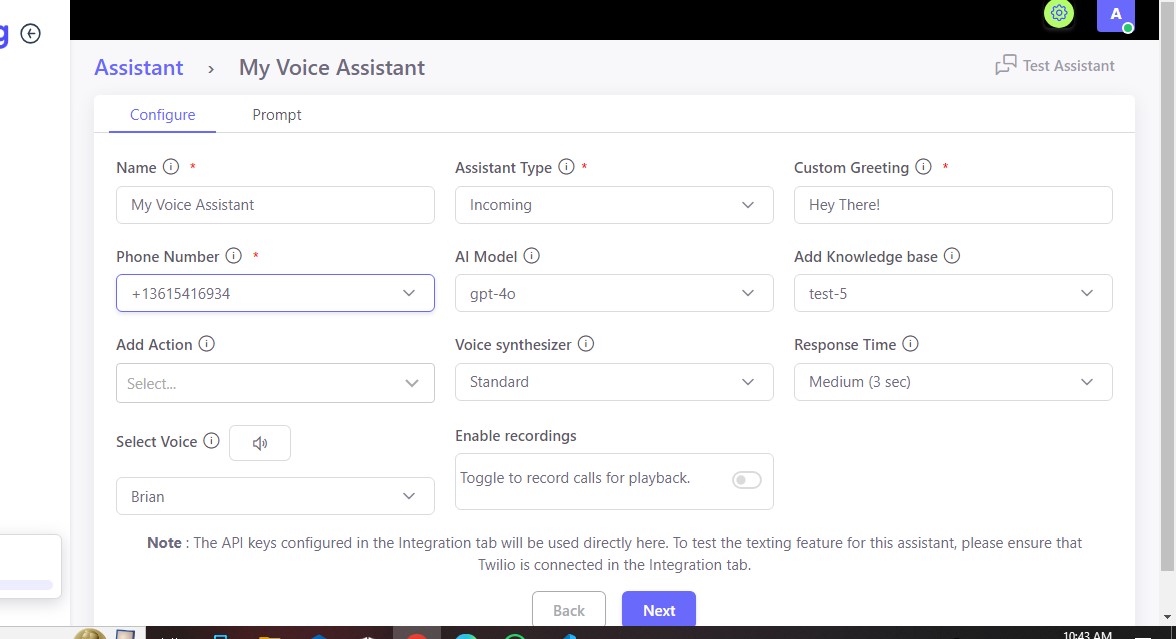 g
A
Assistant › My Voice Assistant
Test Assistant
Configure Prompt
Name * Assistant Type * Custom Greeting *
My Voice Assistant Incoming Hey There!
Phone Number * AI Model Add Knowledge base
+13615416934 gpt-4o test-5
Add Action Voice synthesizer Response Time
Select... Standard Medium (3 sec)
Select Voice Enable recordings
Toggle to record calls for playback.
Brian
Note : The API keys configured in the Integration tab will be used directly here. To test the texting feature for this assistant, please ensure that
Twilio is connected in the Integration tab.
Back Next
10:43 AM